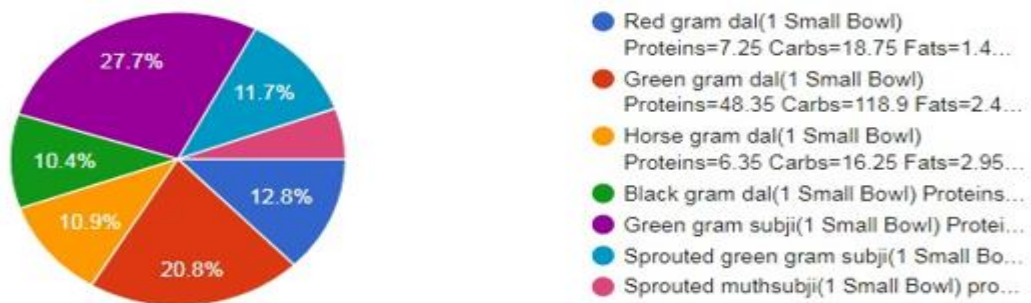 27.7%
11.7%
10.4%
12.8%
10.9%
20.8%
Red gram dal(1 Small Bowl)
Proteins=7.25 Carbs=18.75 Fats=1.4...
Green gram dal(1 Small Bowl)
Proteins=48.35 Carbs=118.9 Fats=2.4...
Horse gram dal(1 Small Bowl)
Proteins=6.35 Carbs=16.25 Fats=2.95...
Black gram dal(1 Small Bowl) Proteins...
Green gram subji(1 Small Bowl) Protei...
Sprouted green gram subji(1 Small Bo...
Sprouted muthsubji(1 Small Bowl) pro...